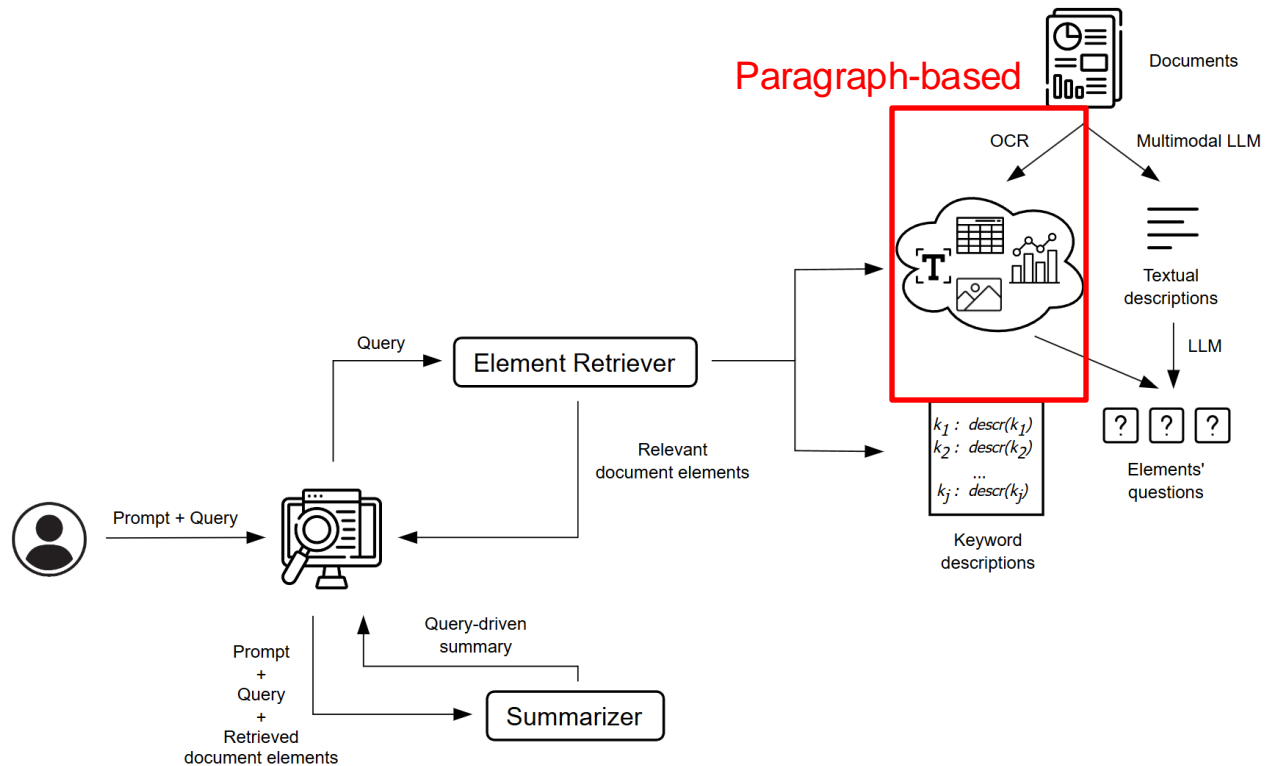 Documents
Paragraph-based
OCR
Multimodal LLM
T
Textual
descriptions
Query
Element Retriever
LLM
k1 : descr(k1)
k2 : descr(k2)
...
kj : descr(kj)
? ? ?
Relevant
document elements
Elements'
questions
Prompt + Query
Keyword
descriptions
Query-driven
summary
Prompt
+
Query
+
Retrieved
document elements
Summarizer